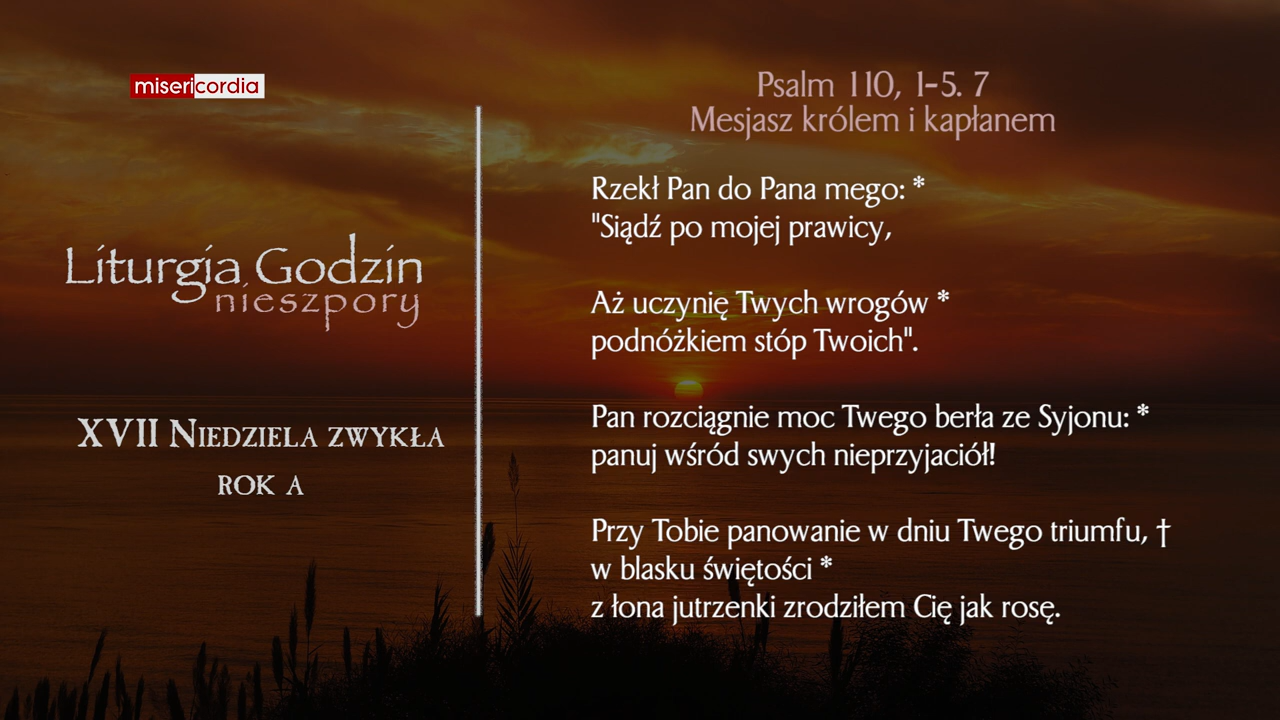 misericordia
Liturgia Godzin
nieszpory
XVII Niedziela zwykła
rok A
Psalm 110, 1-5. 7
Mesjasz królem i kapłanem
Rzekł Pan do Pana mego: *
"Siądź po mojej prawicy,
Aż uczynię Twych wrogów *
podnóżkiem stóp Twoich".
Pan rozciągnie moc Twego berła ze Syjonu: *
panuj wśród swych nieprzyjaciół!
Przy Tobie panowanie w dniu Twego triumfu, †
w blasku świętości *
z łona jutrzenki zrodziłem Cię jak rosę.